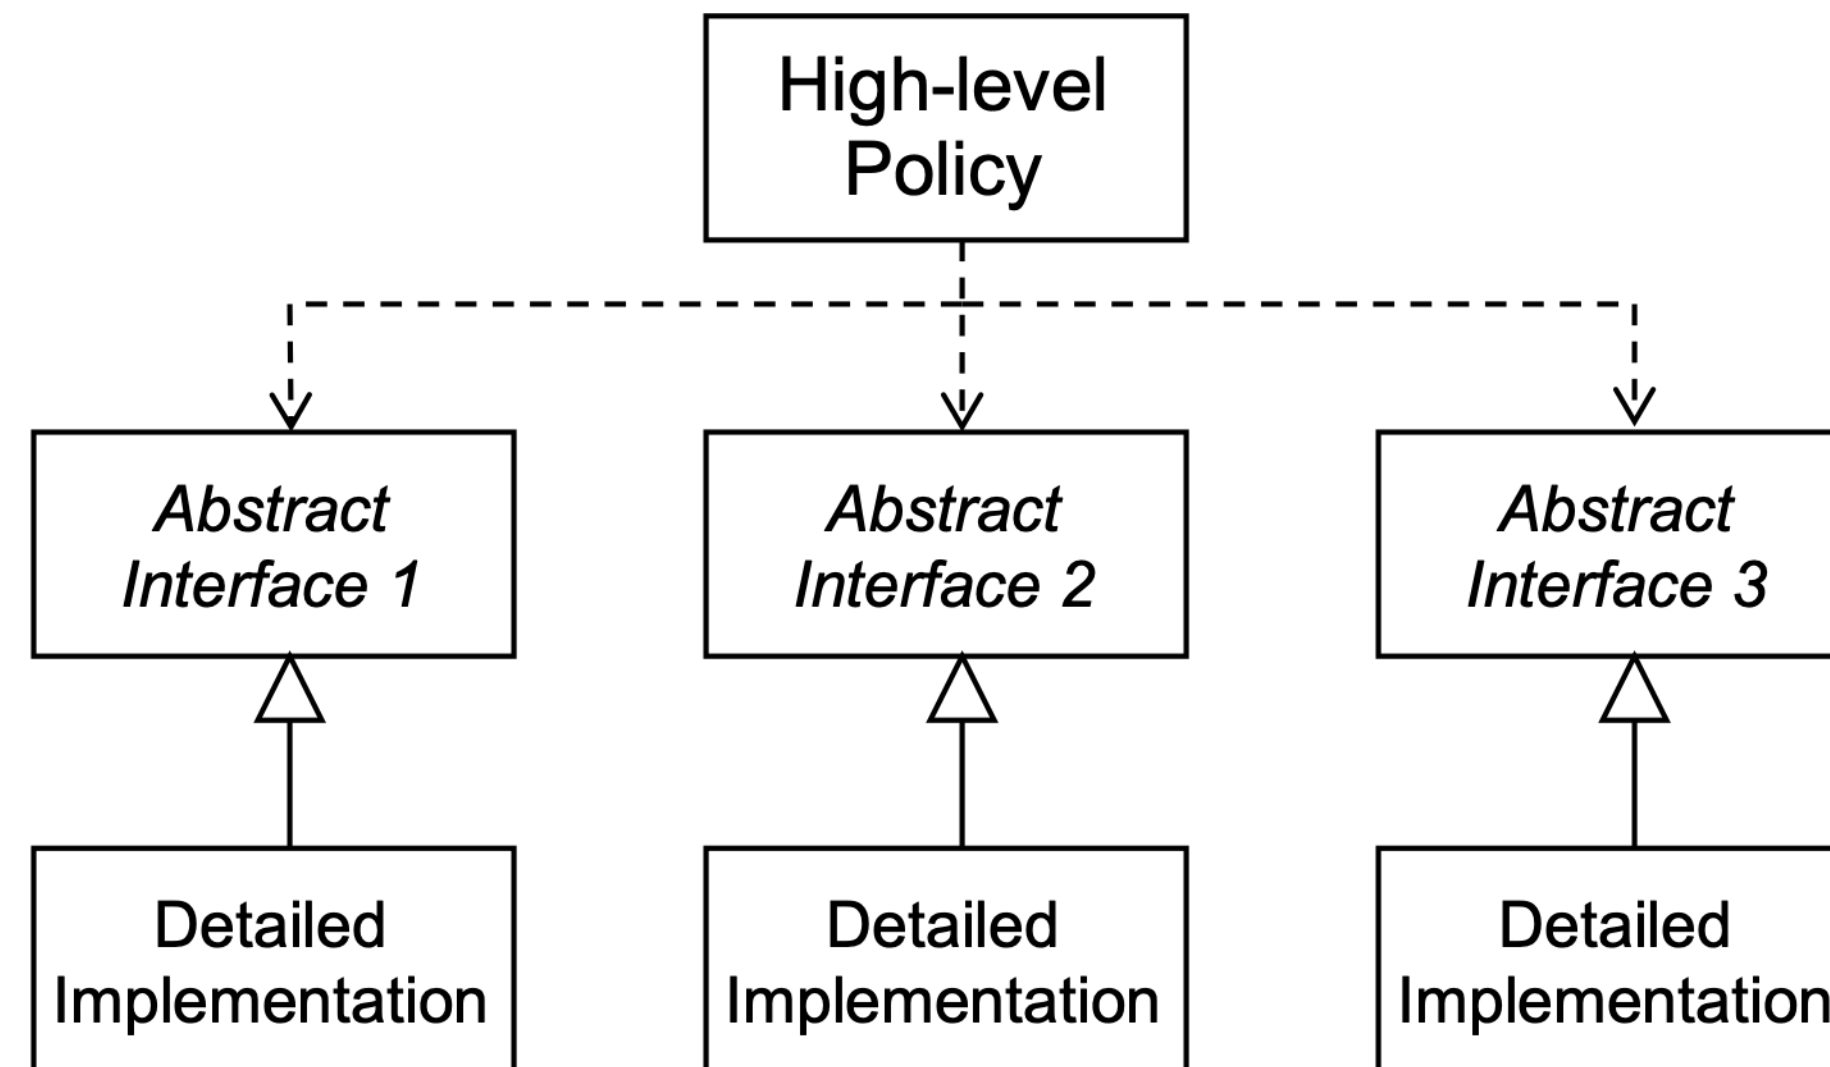 High-level
Policy
Abstract
Interface 1
Abstract
Interface 2
Abstract
Interface 3
Detailed
Implementation
Detailed
Implementation
Detailed
Implementation